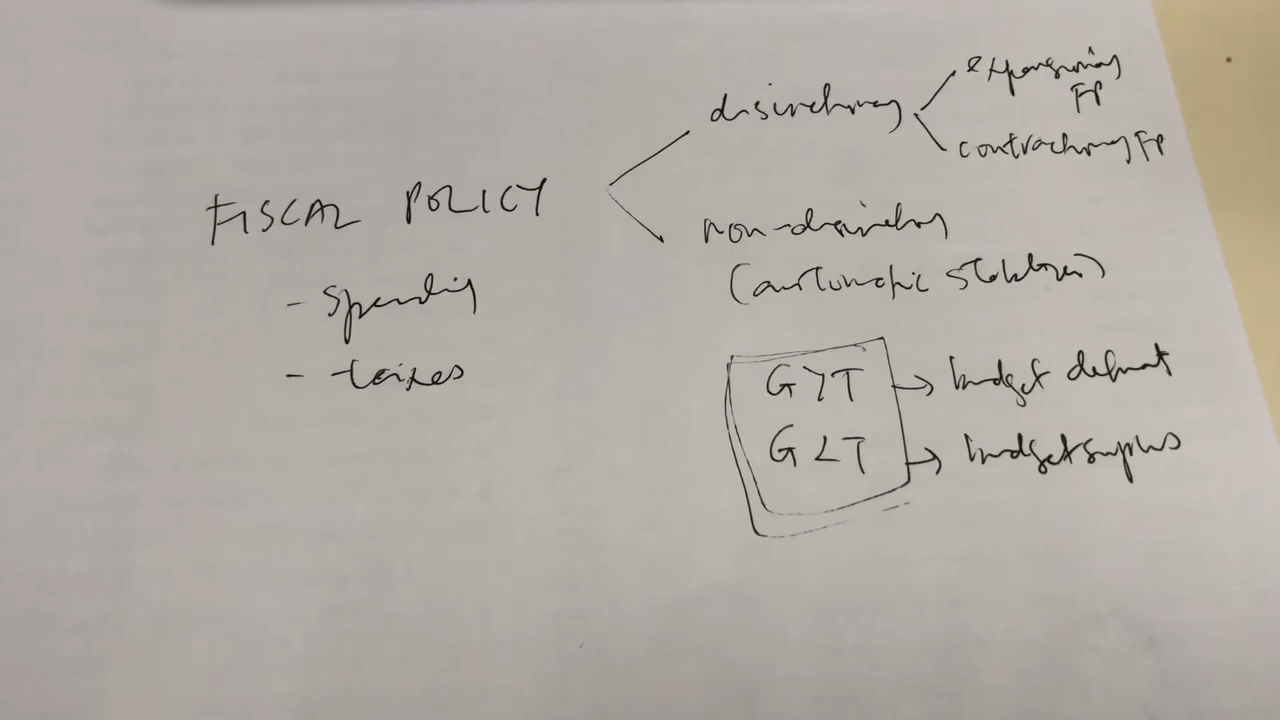 FISCAL POLICY
- spending
- taxes
discretionary
expansionary
FP
contractionary FP
non-discretionary
(automatic stabilizers)
G > T → budget deficit
G < T → budget surplus